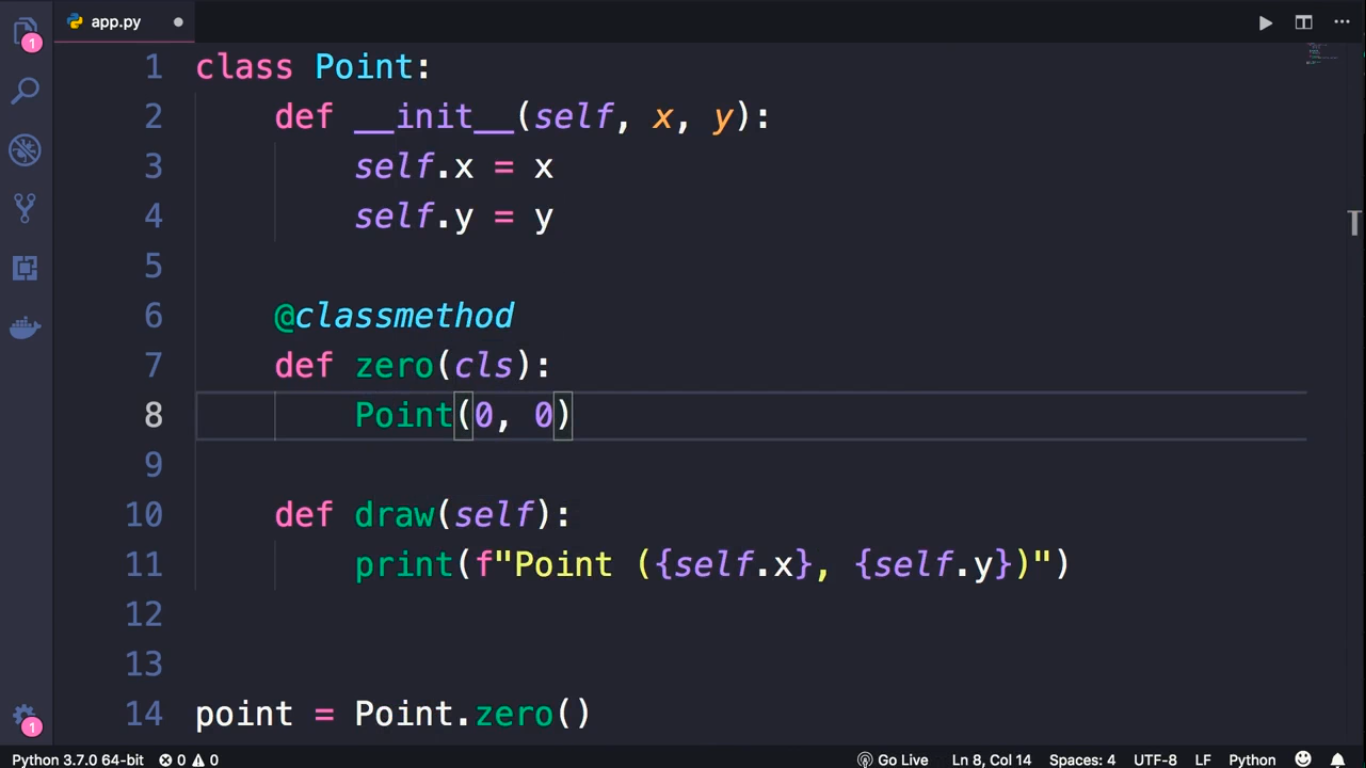 app.py
1 class Point:
2     def __init__(self, x, y):
3         self.x = x
4         self.y = y
5
6     @classmethod
7     def zero(cls):
8         Point(0, 0)
9
10     def draw(self):
11         print(f"Point ({self.x}, {self.y})")
12
13
14 point = Point.zero()
1
1
Python 3.7.0 64-bit 0 0 Go Live Ln 8, Col 14 Spaces: 4 UTF-8 LF Python